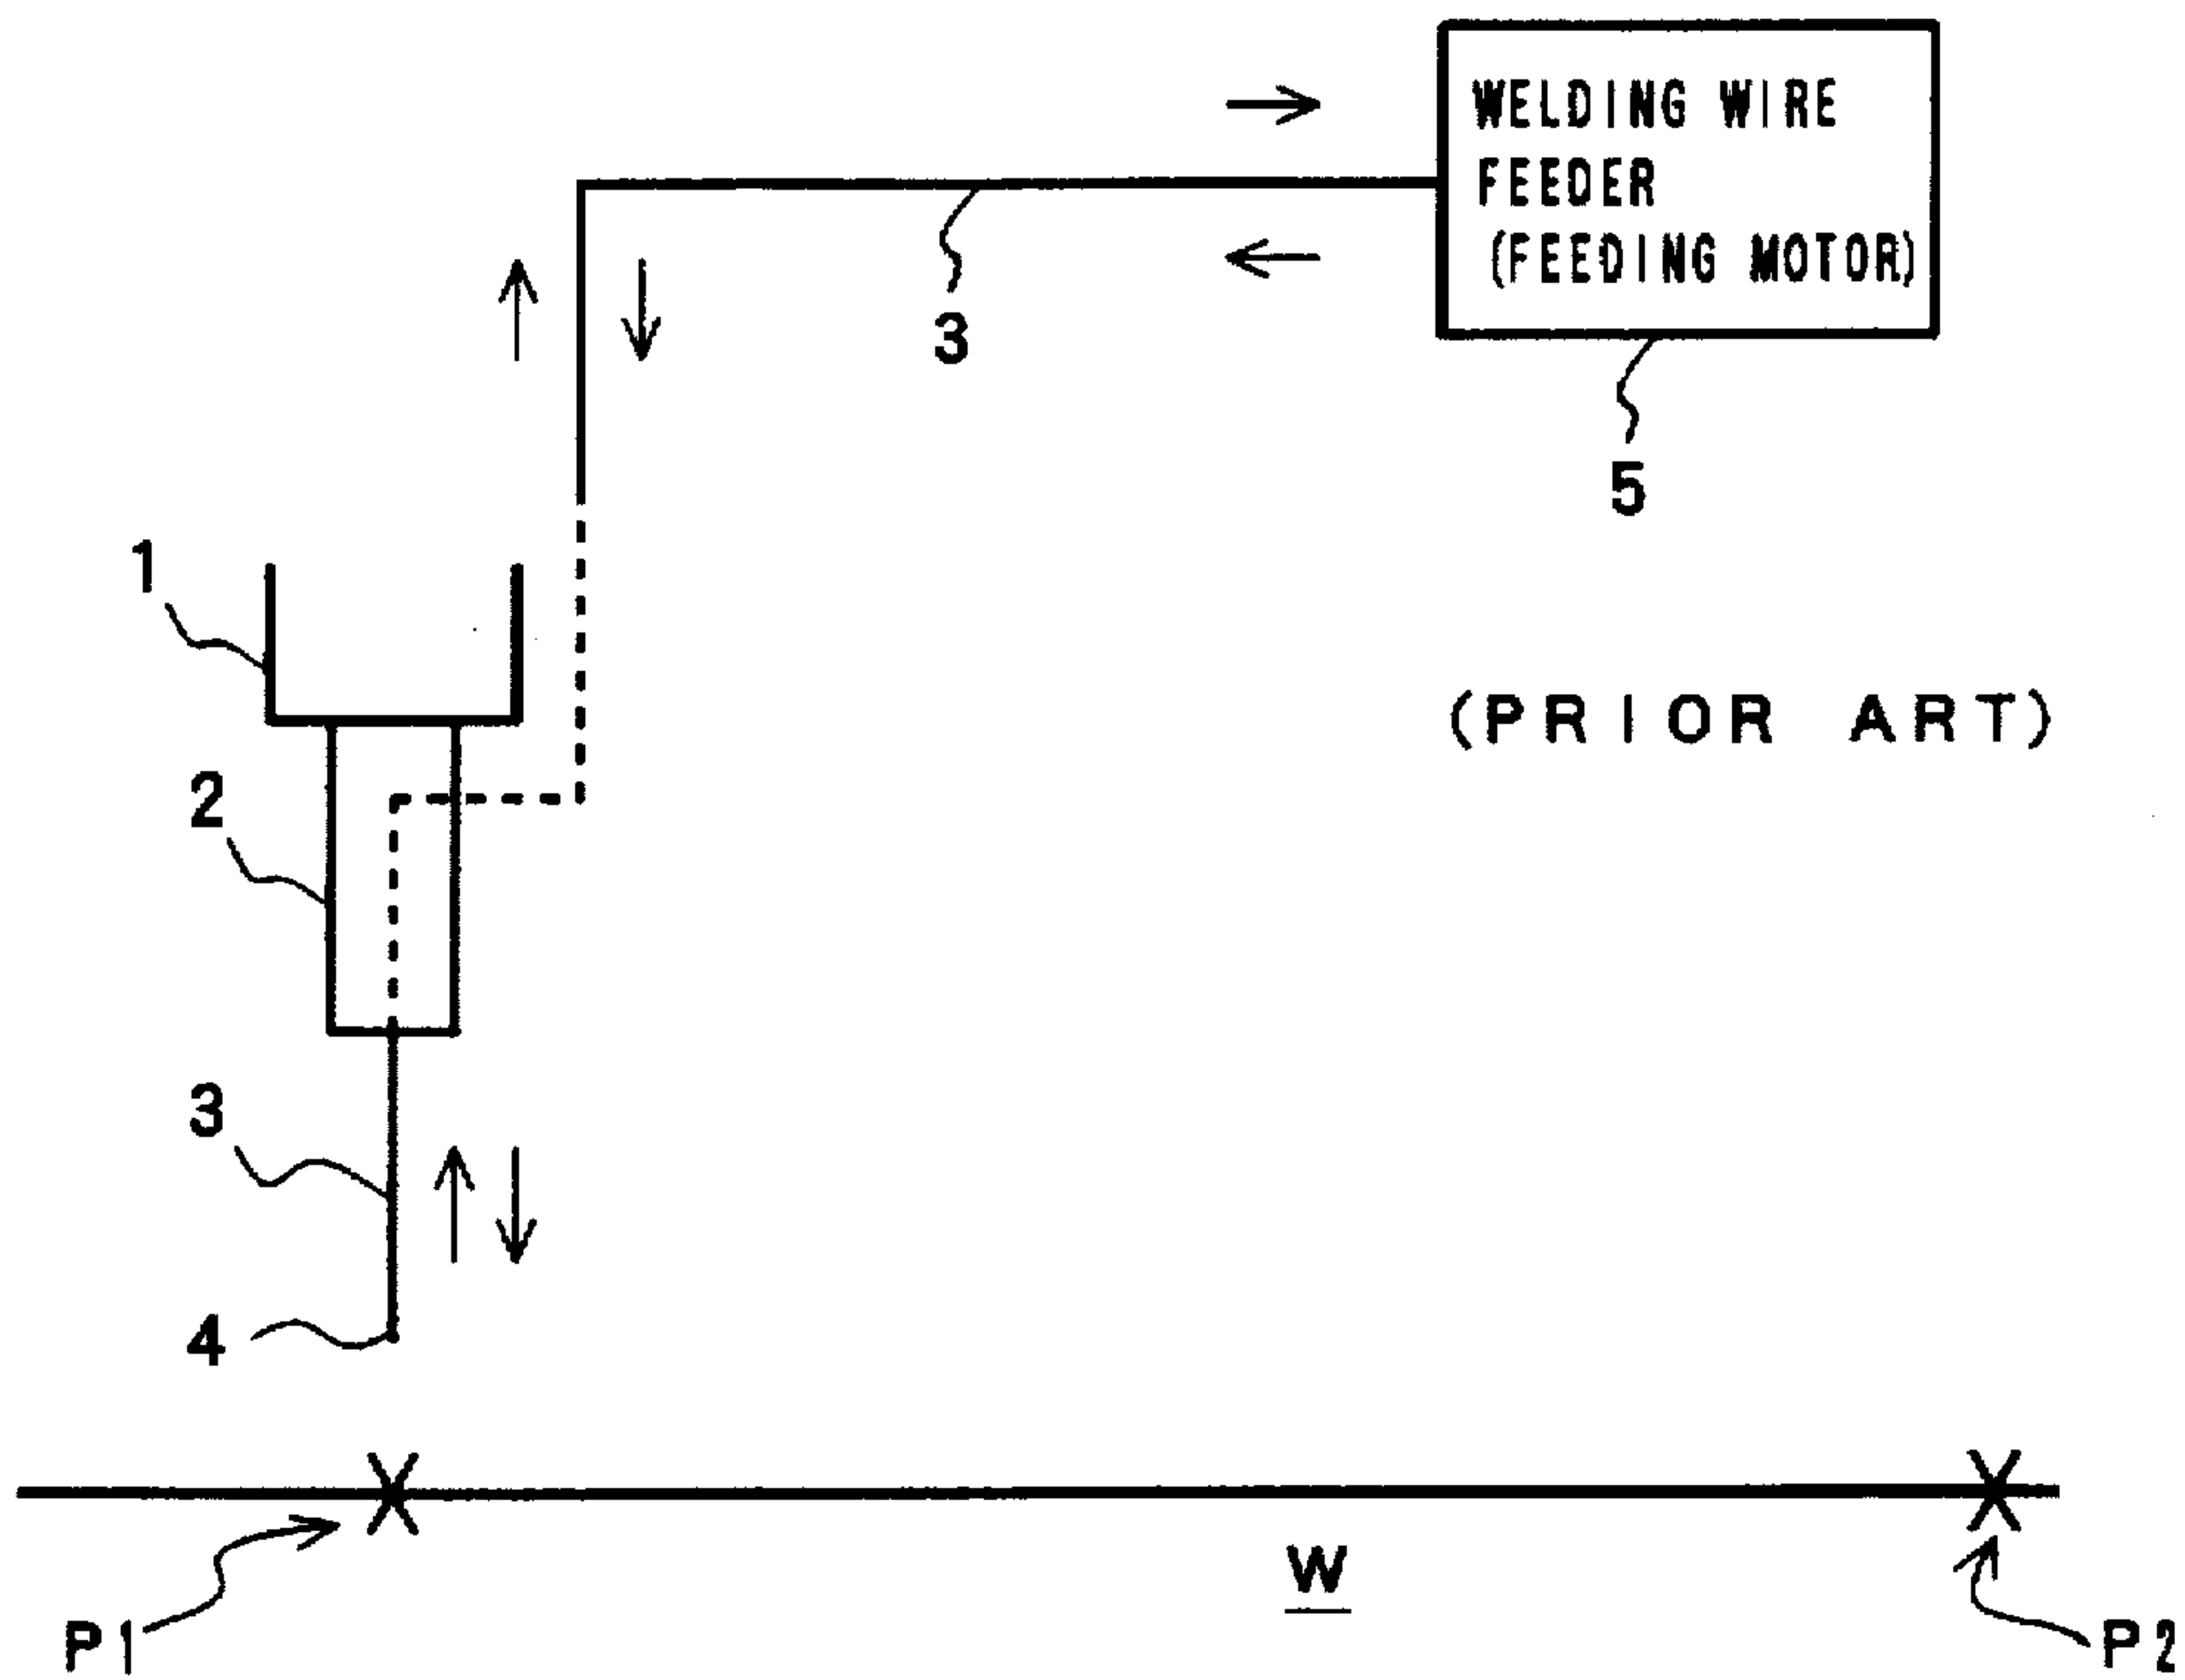 WELDING WIRE
FEEDER
(FEEDING MOTOR)
3
5
1
(PRIOR ART)
2
3
4
W
P1
P2